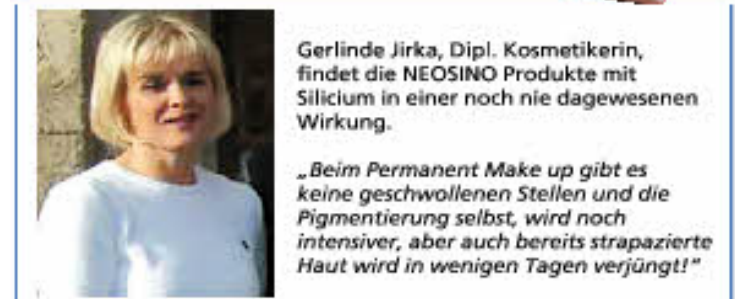 Gerlinde Jirka, Dipl. Kosmetikerin,
findet die NEOSINO Produkte mit
Silicium in einer noch nie dagewesenen
Wirkung.
„Beim Permanent Make up gibt es
keine geschwollenen Stellen und die
Pigmentierung selbst, wird noch
intensiver, aber auch bereits strapazierte
Haut wird in wenigen Tagen verjüngt!“